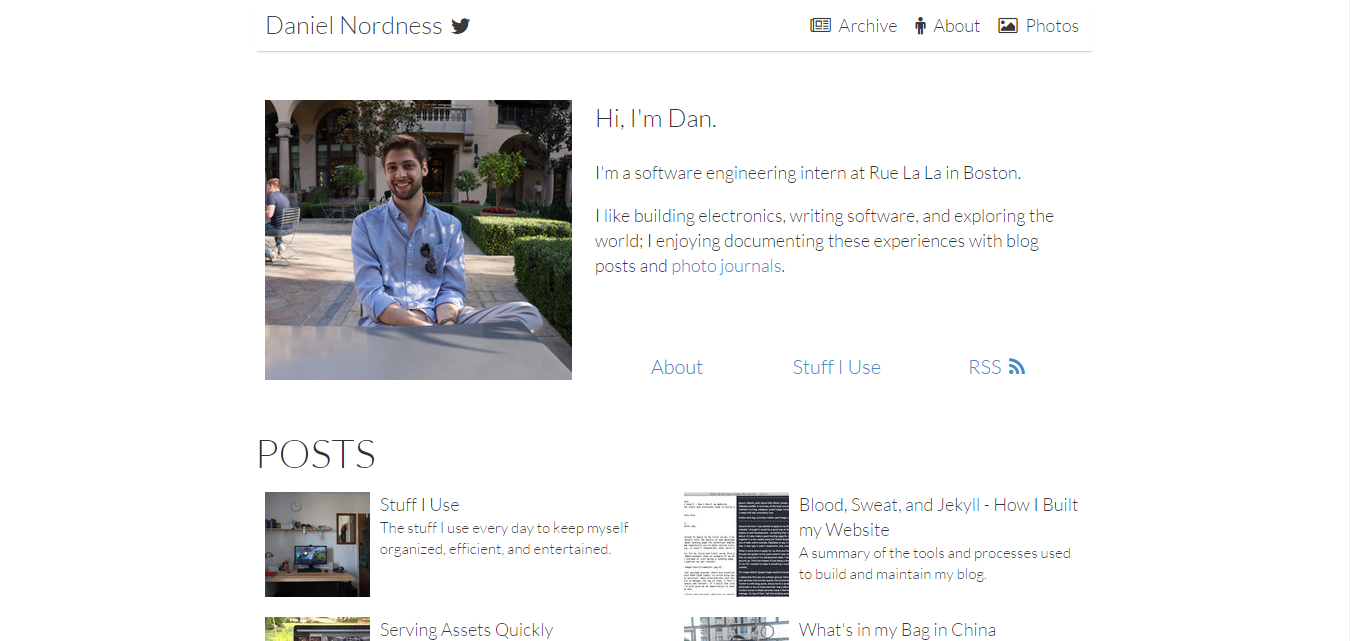 Daniel Nordness
Archive
About
Photos
Hi, I'm Dan.
I'm a software engineering intern at Rue La La in Boston.
I like building electronics, writing software, and exploring the
world; I enjoying documenting these experiences with blog
posts and photo journals.
About
Stuff I Use
RSS
POSTS
Stuff I Use
The stuff I use every day to keep myself
organized, efficient, and entertained.
Blood, Sweat, and Jekyll - How I Built
my Website
A summary of the tools and processes used
to build and maintain my blog.
Serving Assets Quickly
What's in my Bag in China